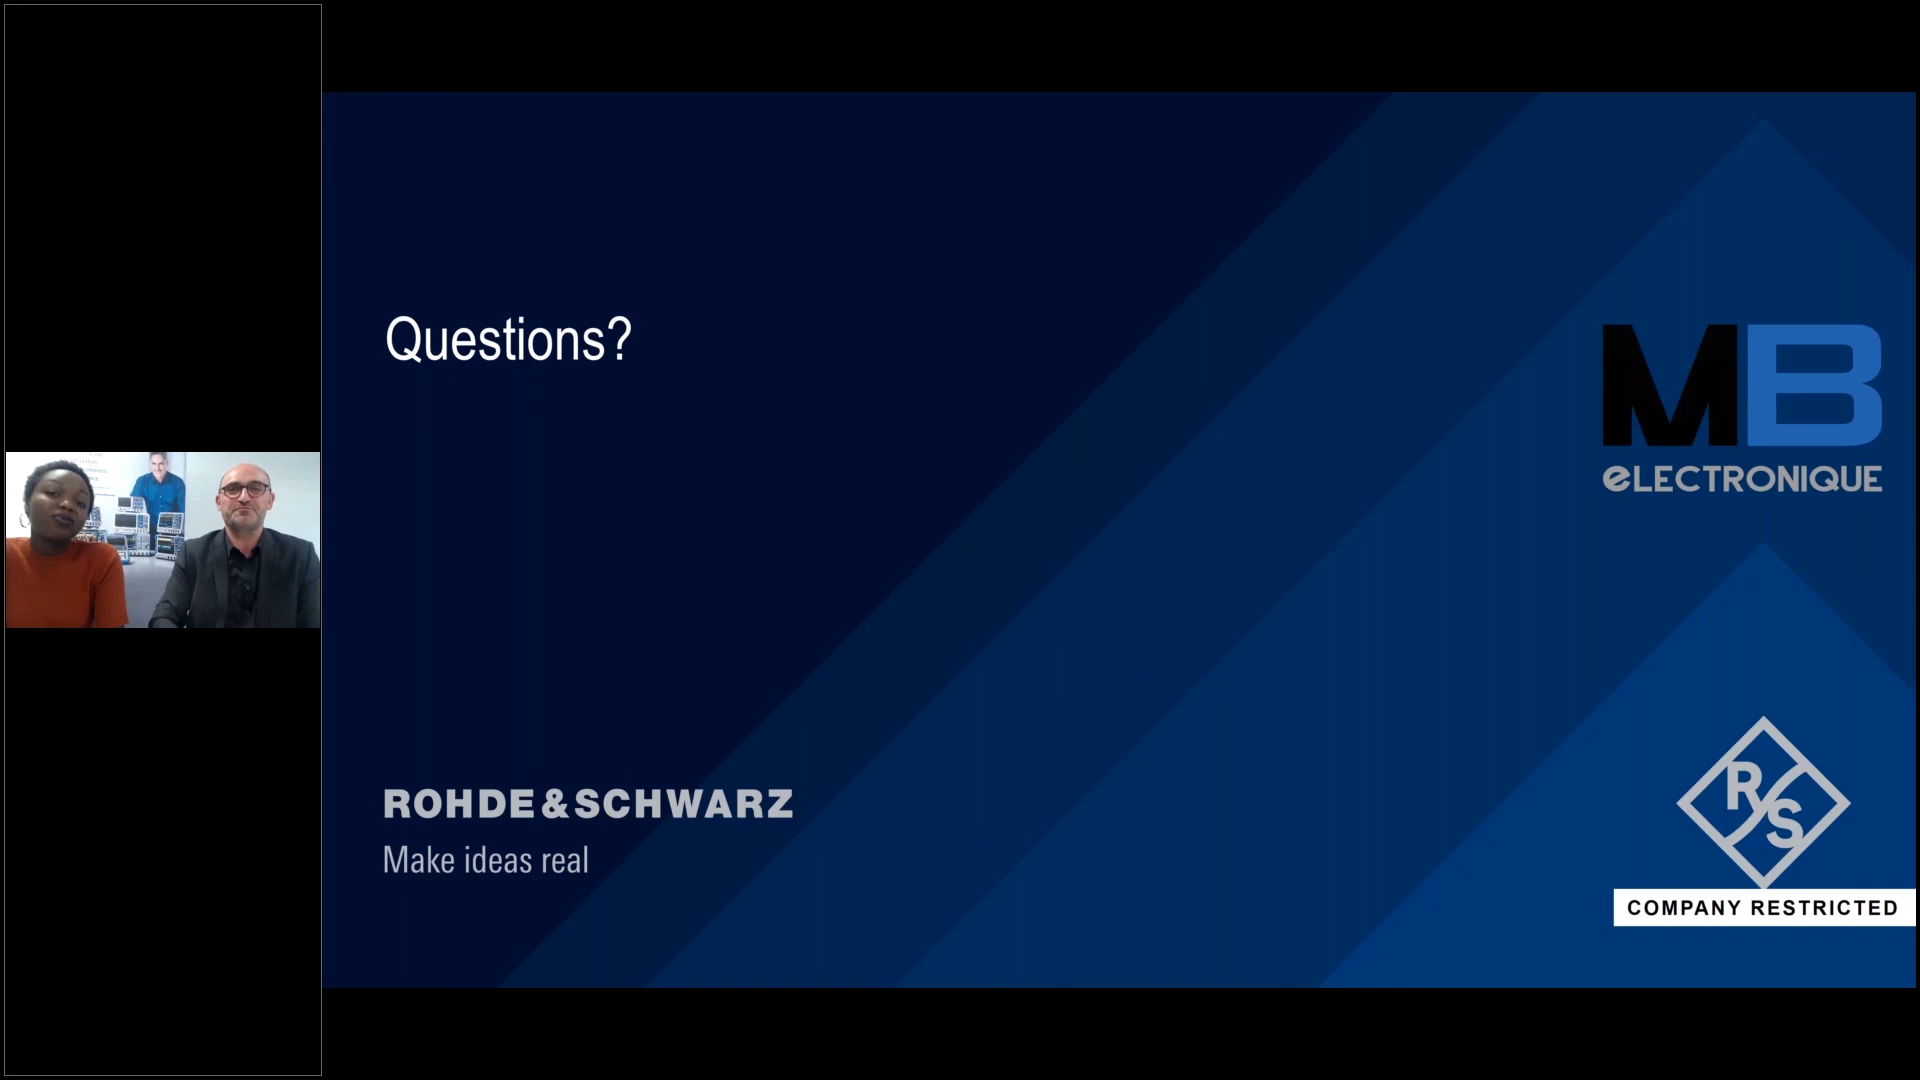 Questions?
MB
eLECTRONIQUE
ROHDE&SCHWARZ
Make ideas real
R
S
COMPANY RESTRICTED